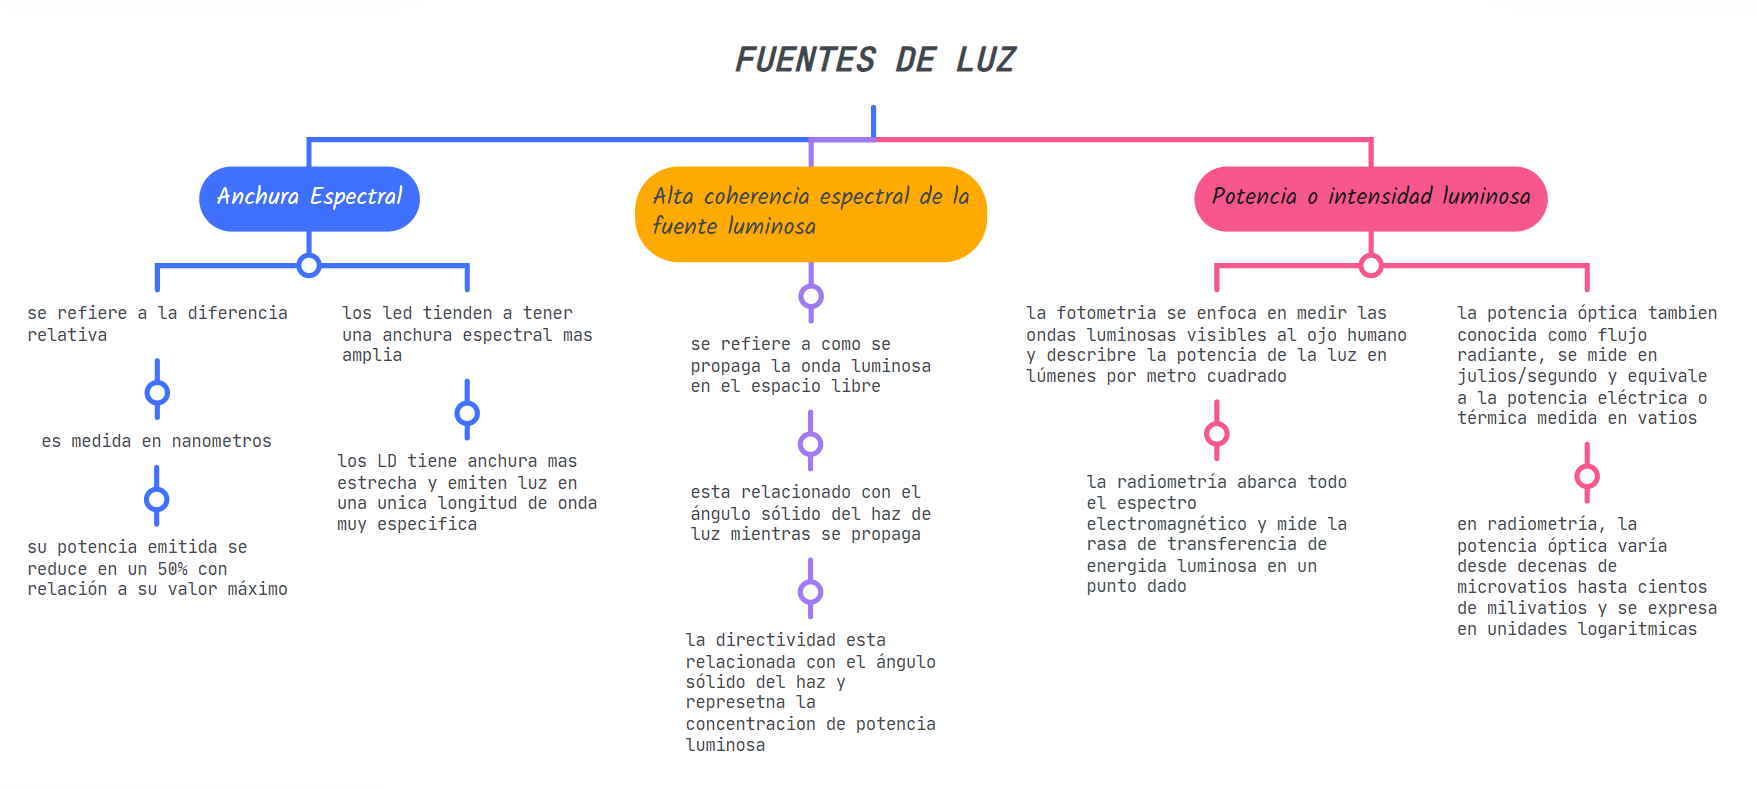 FUENTES DE LUZ
Anchura Espectral
se refiere a la diferencia
relativa
es medida en nanometros
su potencia emitida se
reduce en un 50% con
relación a su valor máximo
los led tienden a tener
una anchura espectral mas
amplia
los LD tiene anchura mas
estrecha y emiten luz en
una unica longitud de onda
muy especifica
Alta coherencia espectral de la
fuente luminosa
se refiere a como se
propaga la onda luminosa
en el espacio libre
esta relacionado con el
ángulo sólido del haz de
luz mientras se propaga
la directividad esta
relacionada con el ángulo
sólido del haz y
represetna la
concentracion de potencia
luminosa
Potencia o intensidad luminosa
la fotometria se enfoca en medir las
ondas luminosas visibles al ojo humano
y describre la potencia de la luz en
lúmenes por metro cuadrado
la radiometría abarca todo
el espectro
electromagnético y mide la
rasa de transferencia de
energida luminosa en un
punto dado
la potencia óptica tambien
conocida como flujo
radiante, se mide en
julios/segundo y equivale
a la potencia eléctrica o
térmica medida en vatios
en radiometría, la
potencia óptica varía
desde decenas de
microvatios hasta cientos
de milivatios y se expresa
en unidades logaritmicas